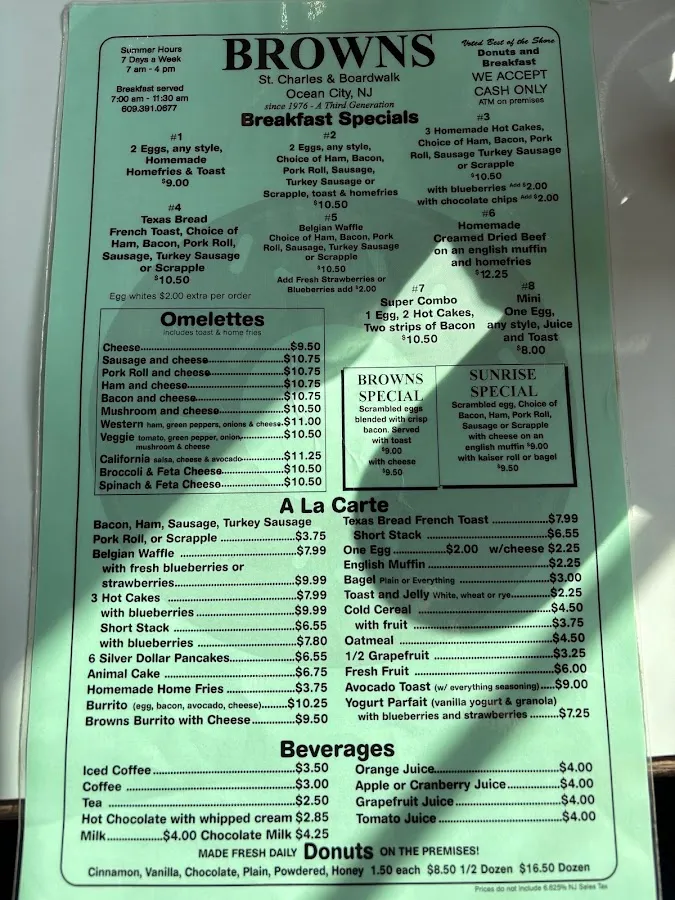 Summer Hours
7 Days a Week
7 am - 4 pm
Breakfast served
7:00 am - 11:30 am
609.391.0677
BROWNS
St. Charles & Boardwalk
Ocean City, NJ
since 1976 - A Third Generation
Voted Best of the Shore
Donuts and
Breakfast
WE ACCEPT
CASH ONLY
ATM on premises
Breakfast Specials
#1
2 Eggs, any style,
Homemade
Homefries & Toast
$9.00
#2
2 Eggs, any style,
Choice of Ham, Bacon,
Pork Roll, Sausage,
Turkey Sausage or
Scrapple, toast & homefries
$10.50
#3
3 Homemade Hot Cakes,
Choice of Ham, Bacon, Pork
Roll, Sausage Turkey Sausage
or Scrapple
$10.50
with blueberries Add $2.00
with chocolate chips Add $2.00
#4
Texas Bread
French Toast, Choice of
Ham, Bacon, Pork Roll,
Sausage, Turkey Sausage
or Scrapple
$10.50
#5
Belgian Waffle
Choice of Ham, Bacon, Pork
Roll, Sausage, Turkey Sausage
or Scrapple
$10.50
Add Fresh Strawberries or
Blueberries add $2.00
#6
Homemade
Creamed Dried Beef
on an english muffin
and homefries
$12.25
Egg whites $2.00 extra per order
#7
Super Combo
1 Egg, 2 Hot Cakes,
Two strips of Bacon
$10.50
#8
Mini
One Egg,
any style, Juice
and Toast
$8.00
Omelettes
includes toast & home fries
Cheese $9.50
Sausage and cheese $10.75
Pork Roll and cheese $10.75
Ham and cheese $10.75
Bacon and cheese $10.75
Mushroom and cheese $10.50
Western ham, green peppers, onions & cheese $11.00
Veggie tomato, green pepper, onion, $10.50
mushroom & cheese
California salsa, cheese & avocado $11.25
Broccoli & Feta Cheese $10.50
Spinach & Feta Cheese $10.50
BROWNS
SPECIAL
Scrambled eggs
blended with crisp
bacon. Served
with toast
$9.00
with cheese
$9.50
SUNRISE
SPECIAL
Scrambled egg, Choice of
Bacon, Ham, Pork Roll,
Sausage or Scrapple
with cheese on an
english muffin $9.00
with kaiser roll or bagel
$9.50
A La Carte
Bacon, Ham, Sausage, Turkey Sausage
Pork Roll, or Scrapple $3.75
Belgian Waffle $7.99
with fresh blueberries or
strawberries $9.99
3 Hot Cakes $7.99
with blueberries $9.99
Short Stack $6.55
with blueberries $7.80
6 Silver Dollar Pancakes $6.55
Animal Cake $6.75
Homemade Home Fries $3.75
Burrito (egg, bacon, avocado, cheese) $10.25
Browns Burrito with Cheese $9.50
Texas Bread French Toast $7.99
Short Stack $6.55
One Egg $2.00 w/cheese $2.25
English Muffin $2.25
Bagel Plain or Everything $3.00
Toast and Jelly White, wheat or rye $2.25
Cold Cereal $4.50
with fruit $3.75
Oatmeal $4.50
1/2 Grapefruit $3.25
Fresh Fruit $6.00
Avocado Toast (w/ everything seasoning) $9.00
Yogurt Parfait (vanilla yogurt & granola)
with blueberries and strawberries $7.25
Beverages
Iced Coffee $3.50
Coffee $3.00
Tea $2.50
Hot Chocolate with whipped cream $2.85
Milk $4.00 Chocolate Milk $4.25
Orange Juice $4.00
Apple or Cranberry Juice $4.00
Grapefruit Juice $4.00
Tomato Juice $4.00
MADE FRESH DAILY Donuts ON THE PREMISES!
Cinnamon, Vanilla, Chocolate, Plain, Powdered, Honey 1.50 each $8.50 1/2 Dozen $16.50 Dozen
Prices do not Include 6.625% NJ Sales Tax